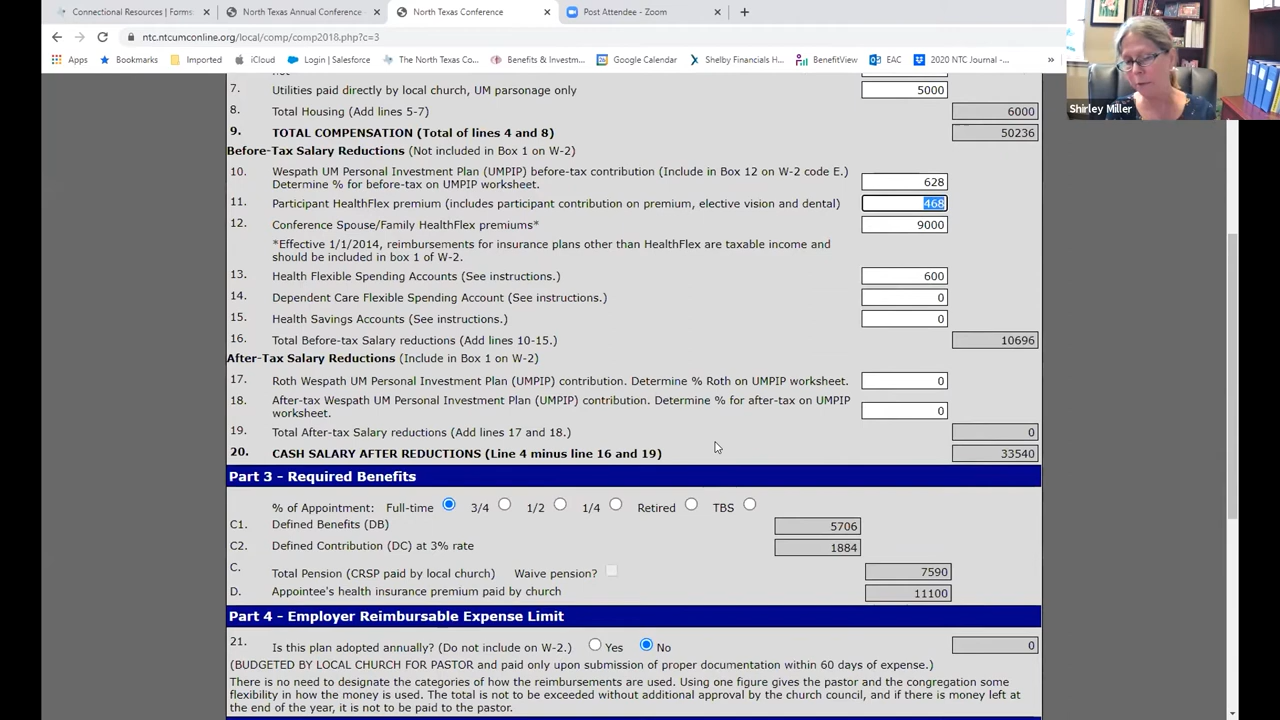 Connectional Resources | Forms: × North Texas Annual Conference - × North Texas Conference × Post Attendee - Zoom × +
ntc.ntcumconline.org/local/comp/comp2018.php?c=3
Apps Bookmarks Imported iCloud Login | Salesforce The North Texas Co... Benefits & Investm... Google Calendar Shelby Financials H... BenefitView EAC 2020 NTC Journal -... »
7. Utilities paid directly by local church, UM parsonage only 5000
8. Total Housing (Add lines 5-7) 6000
9. TOTAL COMPENSATION (Total of lines 4 and 8) 50236
Before-Tax Salary Reductions (Not included in Box 1 on W-2)
10. Wespath UM Personal Investment Plan (UMPIP) before-tax contribution (Include in Box 12 on W-2 code E.)
Determine % for before-tax on UMPIP worksheet. 628
11. Participant HealthFlex premium (includes participant contribution on premium, elective vision and dental) 468
12. Conference Spouse/Family HealthFlex premiums* 9000
*Effective 1/1/2014, reimbursements for insurance plans other than HealthFlex are taxable income and
should be included in box 1 of W-2.
13. Health Flexible Spending Accounts (See instructions.) 600
14. Dependent Care Flexible Spending Account (See instructions.) 0
15. Health Savings Accounts (See instructions.) 0
16. Total Before-tax Salary reductions (Add lines 10-15.) 10696
After-Tax Salary Reductions (Include in Box 1 on W-2)
17. Roth Wespath UM Personal Investment Plan (UMPIP) contribution. Determine % Roth on UMPIP worksheet. 0
18. After-tax Wespath UM Personal Investment Plan (UMPIP) contribution. Determine % for after-tax on UMPIP
worksheet. 0
19. Total After-tax Salary reductions (Add lines 17 and 18.) 0
20. CASH SALARY AFTER REDUCTIONS (Line 4 minus line 16 and 19) 33540
Part 3 - Required Benefits
% of Appointment: Full-time 3/4 1/2 1/4 Retired TBS
C1. Defined Benefits (DB) 5706
C2. Defined Contribution (DC) at 3% rate 1884
C. Total Pension (CRSP paid by local church) Waive pension? 7590
D. Appointee's health insurance premium paid by church 11100
Part 4 - Employer Reimbursable Expense Limit
21. Is this plan adopted annually? (Do not include on W-2.) Yes No 0
(BUDGETED BY LOCAL CHURCH FOR PASTOR and paid only upon submission of proper documentation within 60 days of expense.)
There is no need to designate the categories of how the reimbursements are used. Using one figure gives the pastor and the congregation some
flexibility in how the money is used. The total is not to be exceeded without additional approval by the church council, and if there is money left at
the end of the year, it is not to be paid to the pastor.
Shirley Miller